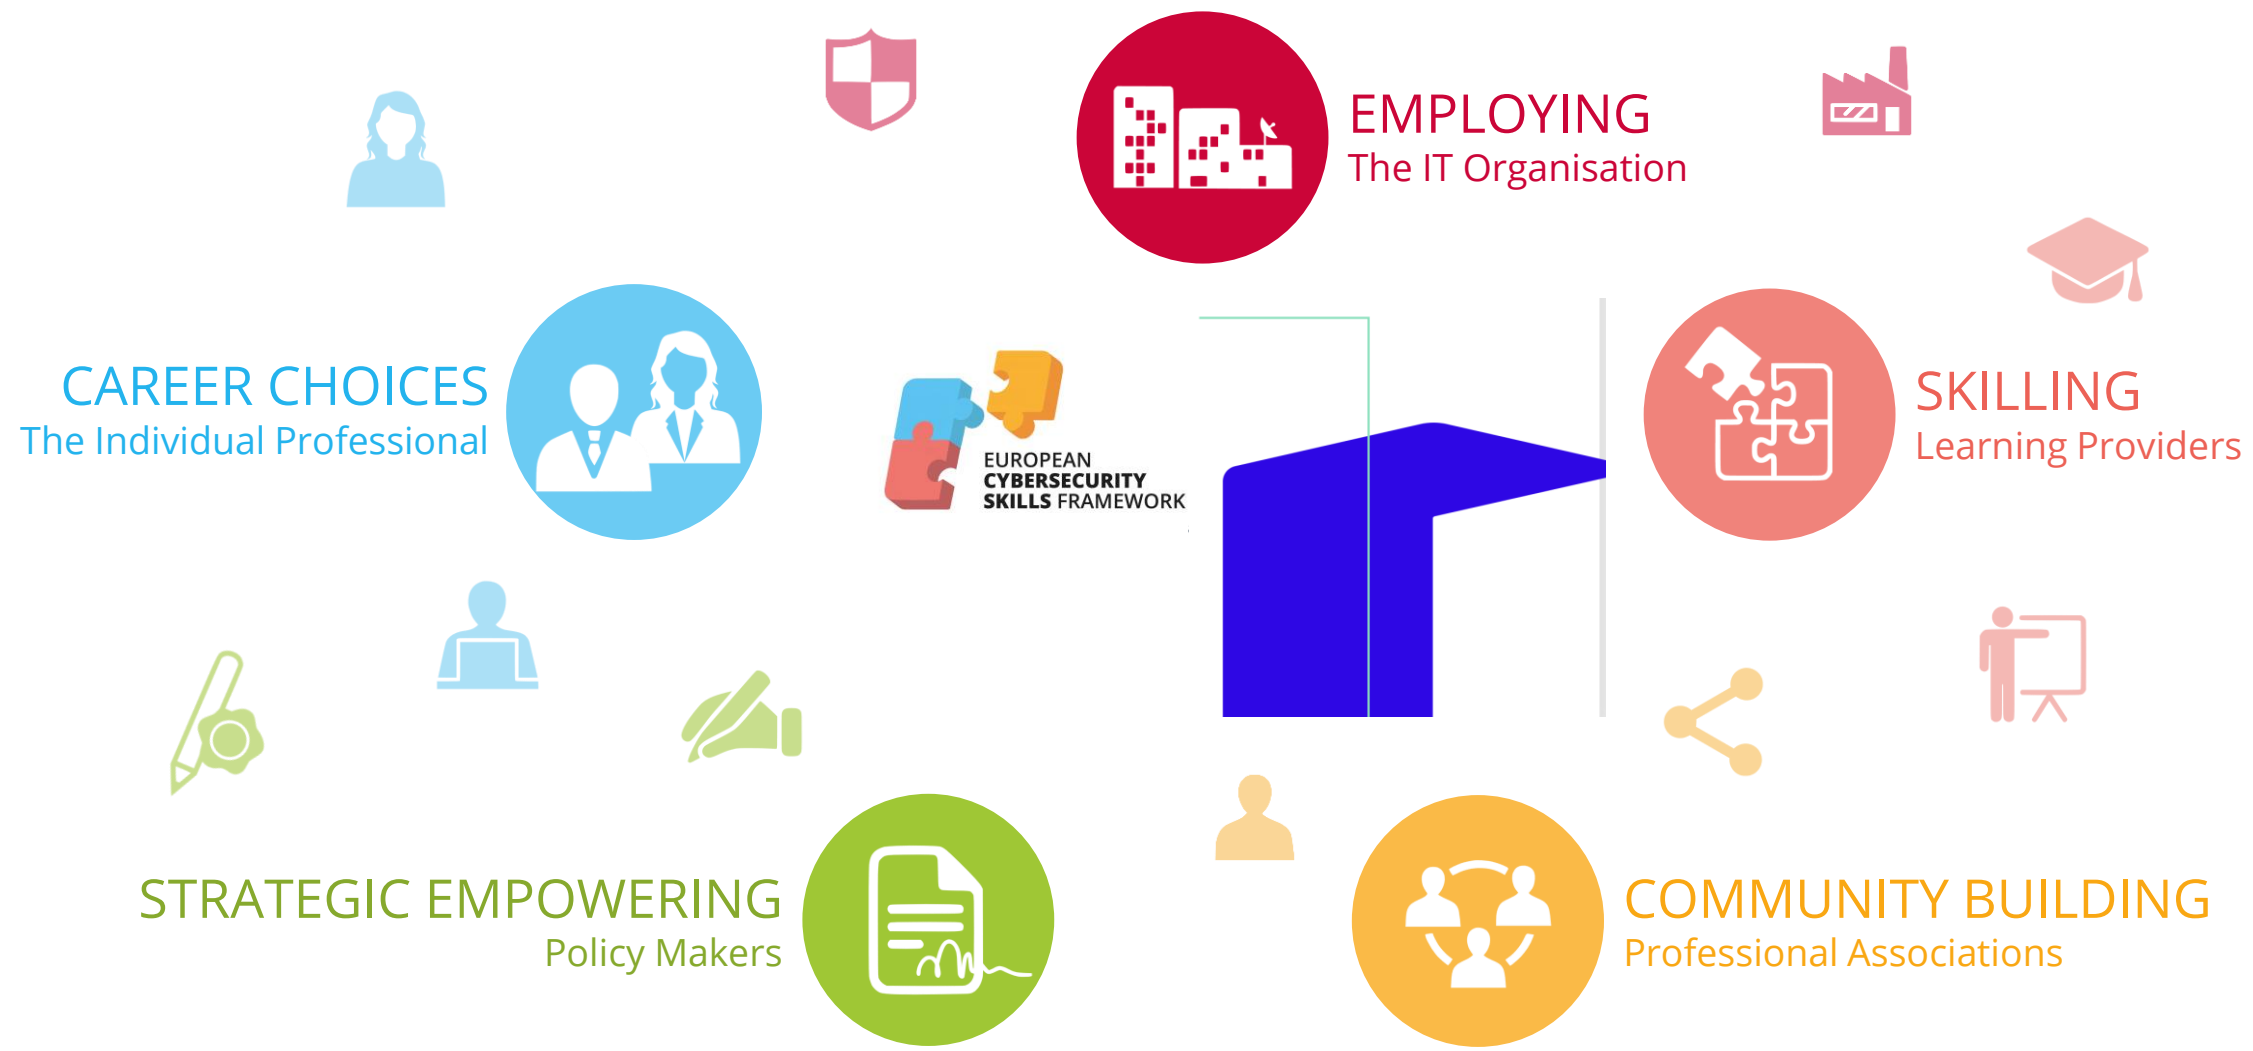 EMPLOYING
The IT Organisation
CAREER CHOICES
The Individual Professional
EUROPEAN
CYBERSECURITY
SKILLS FRAMEWORK
SKILLING
Learning Providers
STRATEGIC EMPOWERING
Policy Makers
COMMUNITY BUILDING
Professional Associations